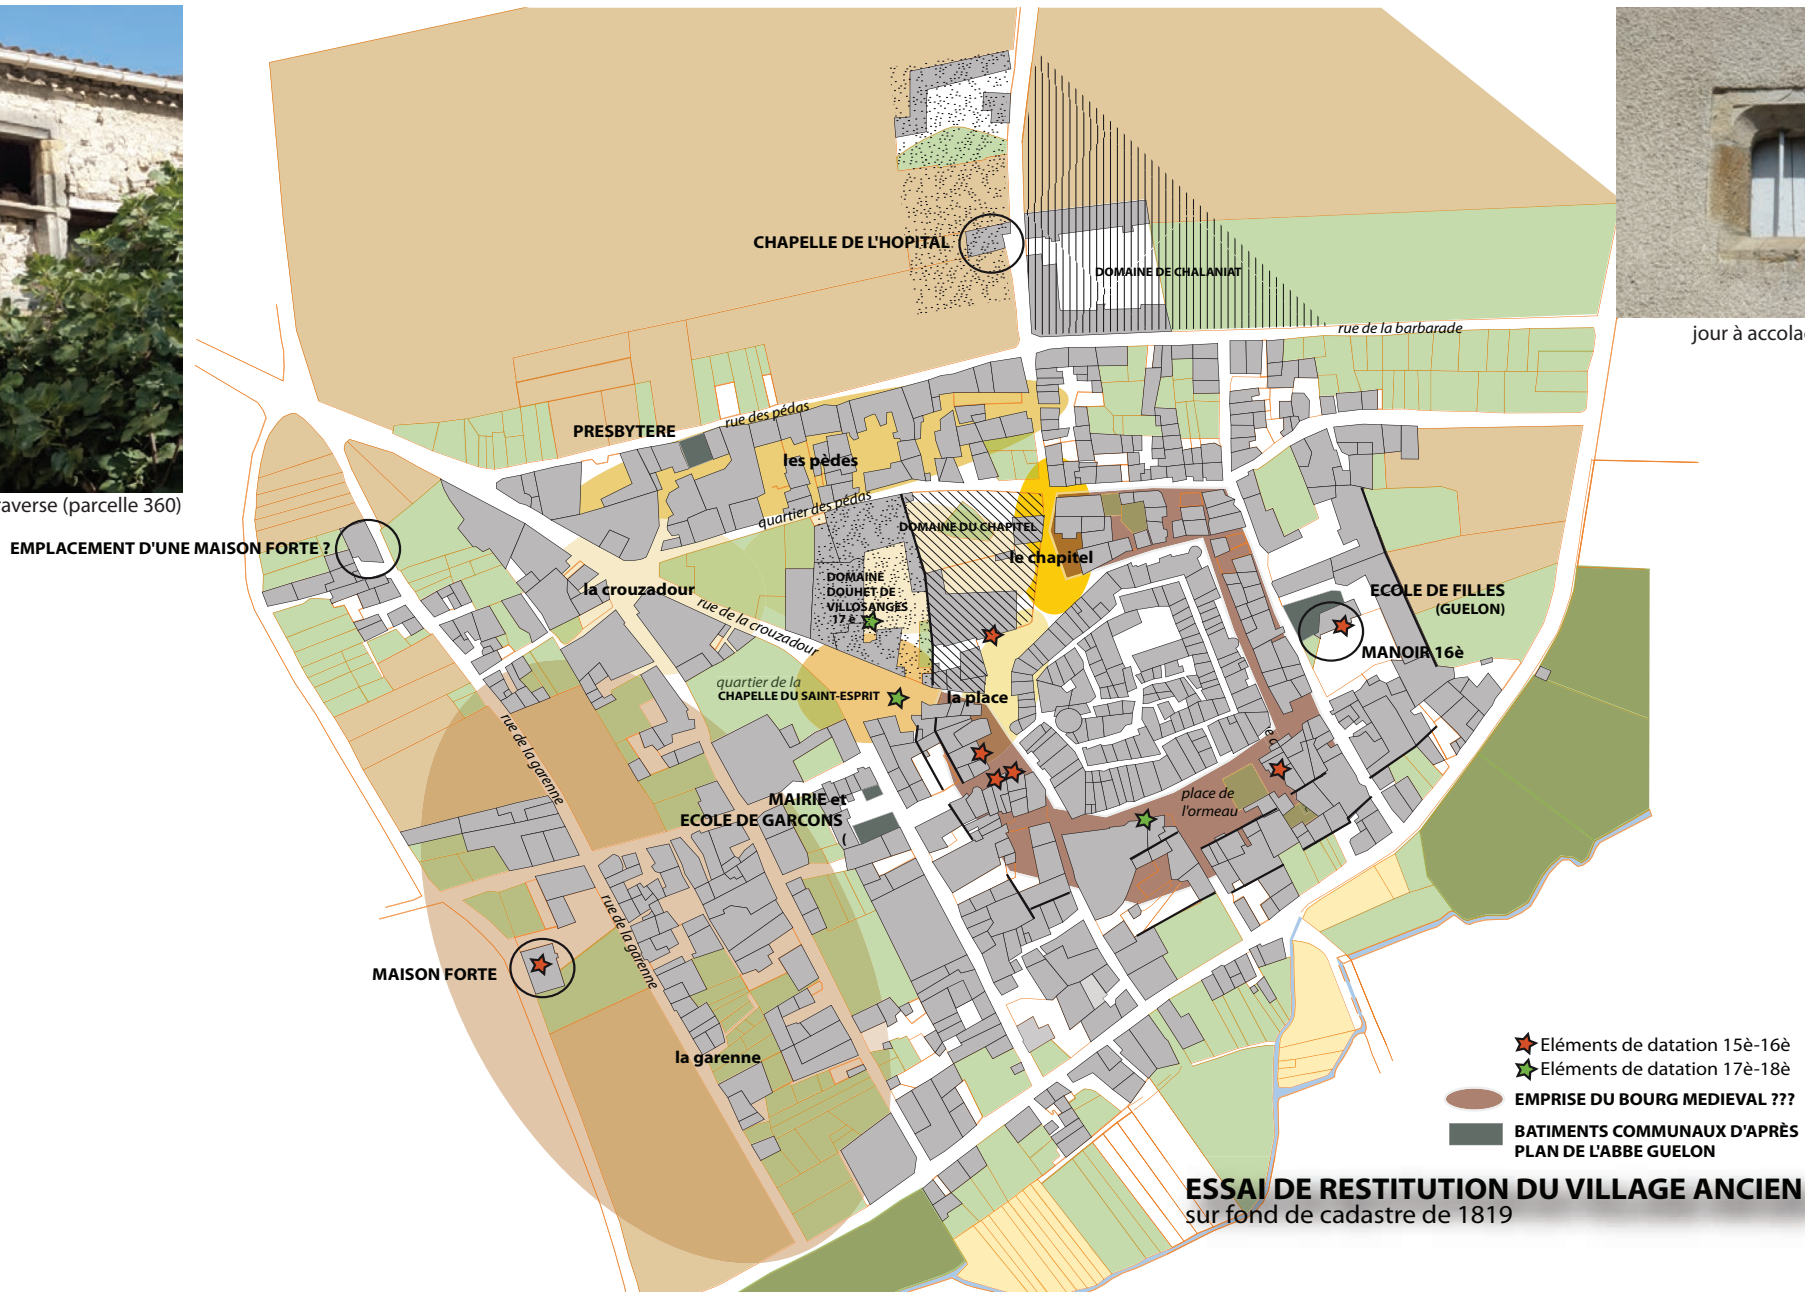 CHAPELLE DE L'HOPITAL
DOMAINE DE CHALANIAT
rue de la barbarade
jour à accola
PRESBYTERE
rue des pédas
les pèdes
quartier des pédas
averse (parcelle 360)
EMPLACEMENT D'UNE MAISON FORTE ?
DOMAINE DU CHAPITEL
le chapitel
la crouzadour
DOMAINE
DOUHET DE
VILLOSANGES
17 è
rue de la crouzadour
ECOLE DE FILLES
(GUELON)
MANOIR 16è
quartier de la
CHAPELLE DU SAINT-ESPRIT
la place
rue de la garenne
MAIRIE et
ECOLE DE GARCONS
(
place de
l'ormeau
rue de la garenne
MAISON FORTE
la garenne
Eléments de datation 15è-16è
Eléments de datation 17è-18è
EMPRISE DU BOURG MEDIEVAL ???
BATIMENTS COMMUNAUX D'APRÈS
PLAN DE L'ABBE GUELON
ESSAI DE RESTITUTION DU VILLAGE ANCIEN
sur fond de cadastre de 1819